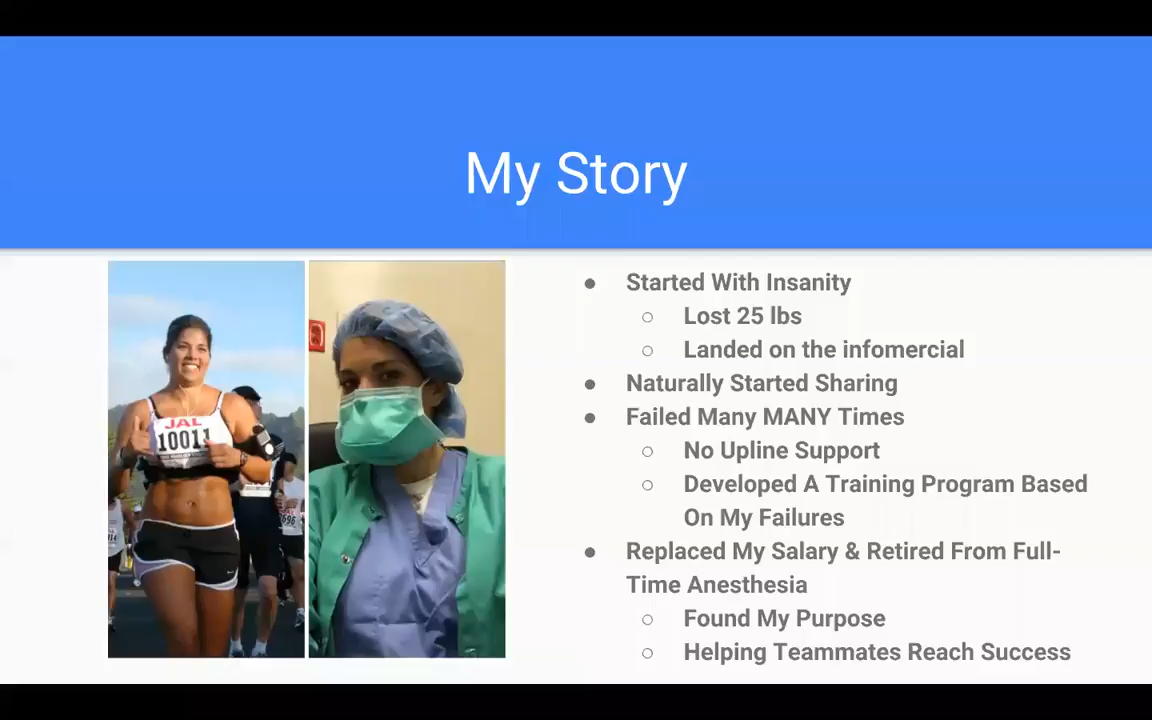 My Story
JAL
10011
● Started With Insanity
○ Lost 25 lbs
○ Landed on the infomercial
● Naturally Started Sharing
● Failed Many MANY Times
○ No Upline Support
○ Developed A Training Program Based
On My Failures
● Replaced My Salary & Retired From Full-
Time Anesthesia
○ Found My Purpose
○ Helping Teammates Reach Success